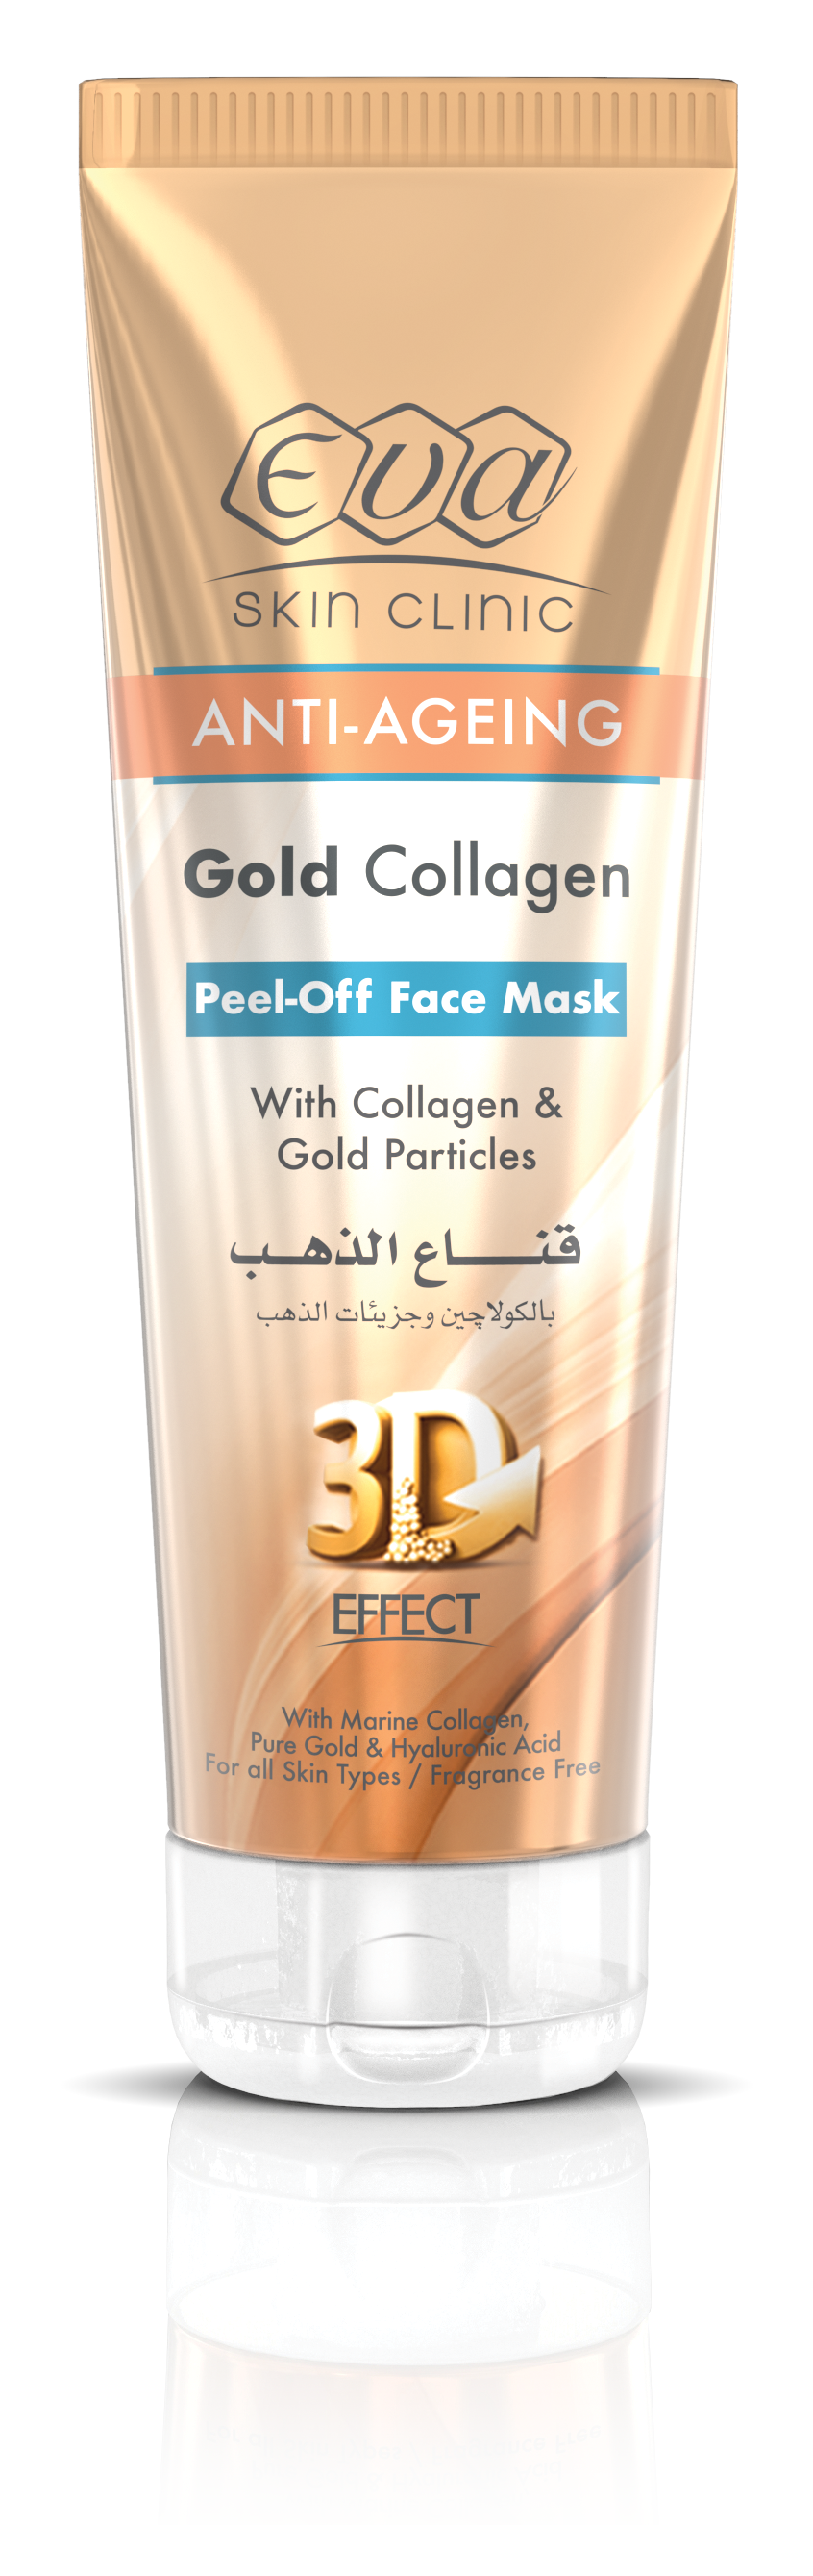 Eva
SKIN CLINIC
ANTI-AGEING
Gold Collagen
Peel-Off Face Mask
With Collagen &
Gold Particles
قنـــاع الذهـب
بالكولاچين وجزيئات الذهب
3D
EFFECT
With Marine Collagen,
Pure Gold & Hyaluronic Acid
For all Skin Types / Fragrance Free